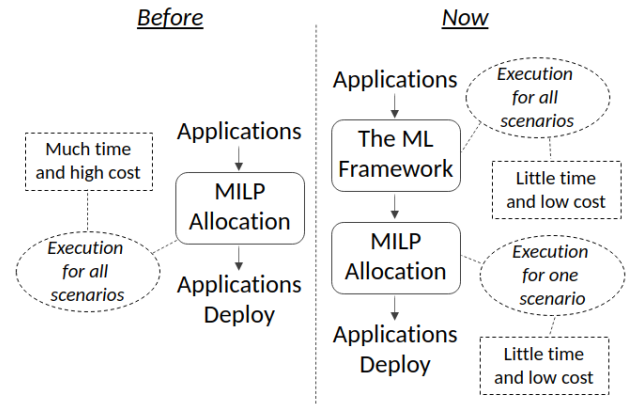 Before
Applications
Much time
and high cost
MILP
Allocation
Execution
for all
scenarios
Applications
Deploy
Now
Applications
Execution
for all
scenarios
The ML
Framework
Little time
and low cost
MILP
Allocation
Execution
for one
scenario
Applications
Deploy
Little time
and low cost